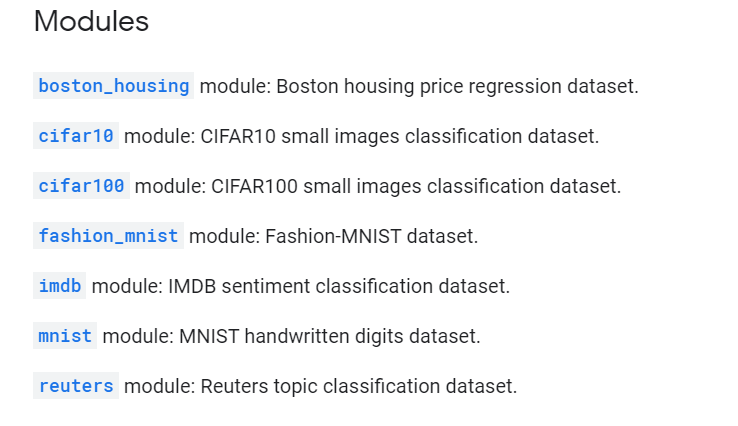 Modules
boston_housing module: Boston housing price regression dataset.
cifar10 module: CIFAR10 small images classification dataset.
cifar100 module: CIFAR100 small images classification dataset.
fashion_mnist module: Fashion-MNIST dataset.
imdb module: IMDB sentiment classification dataset.
mnist module: MNIST handwritten digits dataset.
reuters module: Reuters topic classification dataset.